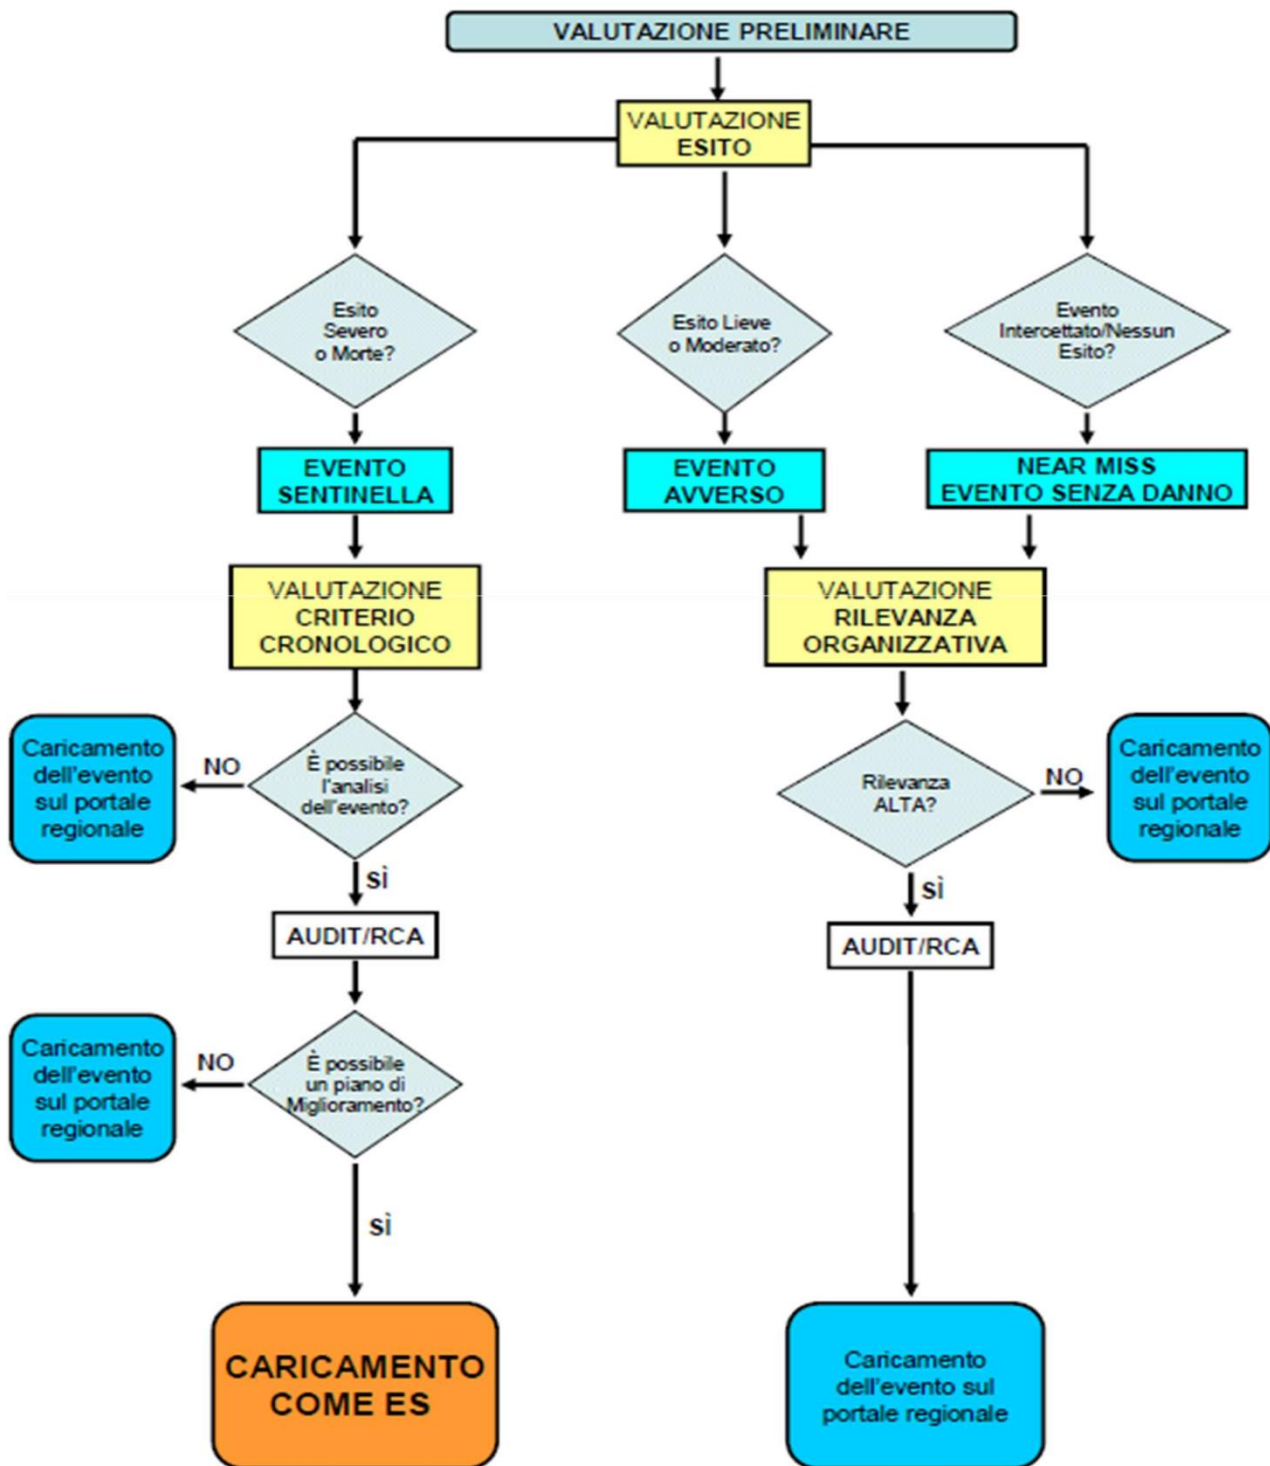 VALUTAZIONE PRELIMINARE
VALUTAZIONE
ESITO
Esito
Severo
o Morte?
Esito Lieve
o Moderato?
Evento
Intercettato/Nessun
Esito?
EVENTO
SENTINELLA
EVENTO
AVVERSO
NEAR MISS
EVENTO SENZA DANNO
VALUTAZIONE
CRITERIO
CRONOLOGICO
VALUTAZIONE
RILEVANZA
ORGANIZZATIVA
Caricamento
dell'evento
sul portale
regionale
NO
È possibile
l'analisi
dell'evento?
Rilevanza
ALTA?
NO
Caricamento
dell'evento
sul portale
regionale
SÌ
SÌ
AUDIT/RCA
AUDIT/RCA
Caricamento
dell'evento
sul portale
regionale
NO
È possibile
un piano di
Miglioramento?
SÌ
CARICAMENTO
COME ES
Caricamento
dell'evento sul
portale regionale